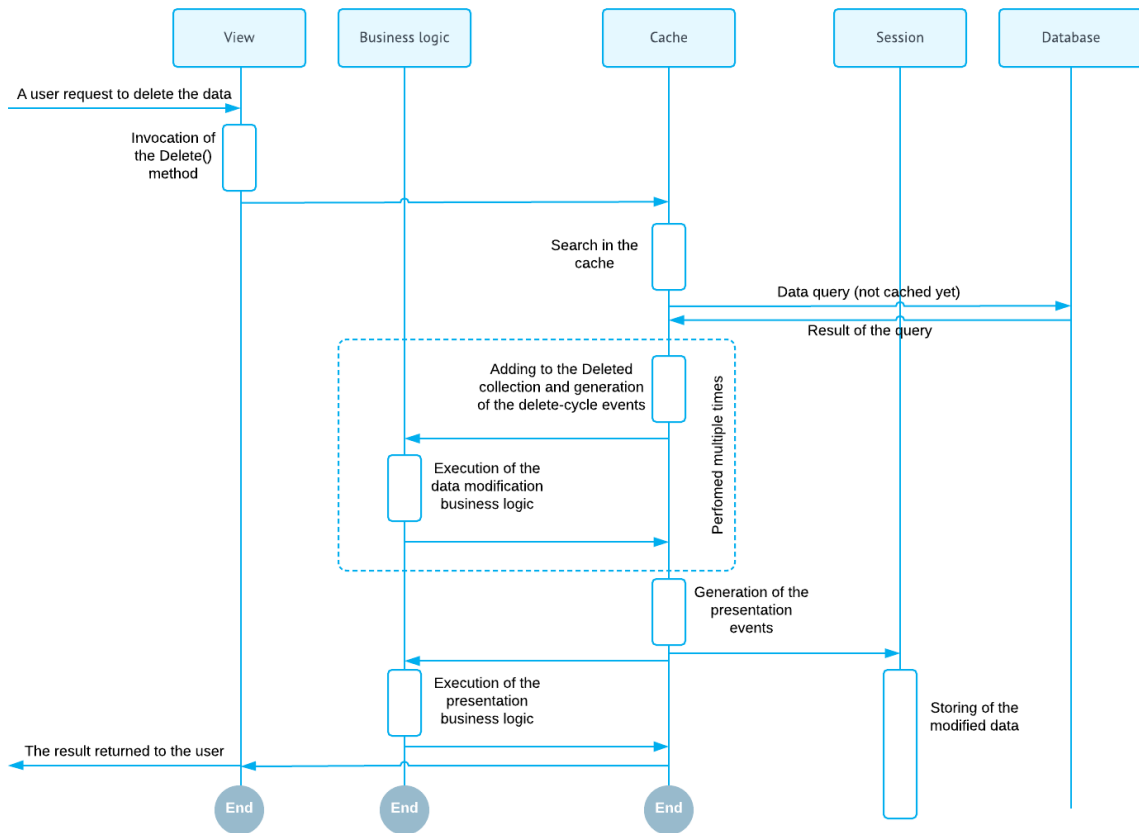 View
Business logic
Cache
Session
Database
A user request to delete the data
Invocation of
the Delete()
method
Search in the
cache
Data query (not cached yet)
Result of the query
Adding to the Deleted
collection and generation
of the delete-cycle events
Perfomed multiple times
Execution of the
data modification
business logic
Generation of the
presentation
events
Execution of the
presentation
business logic
Storing of the
modified data
The result returned to the user
End
End
End